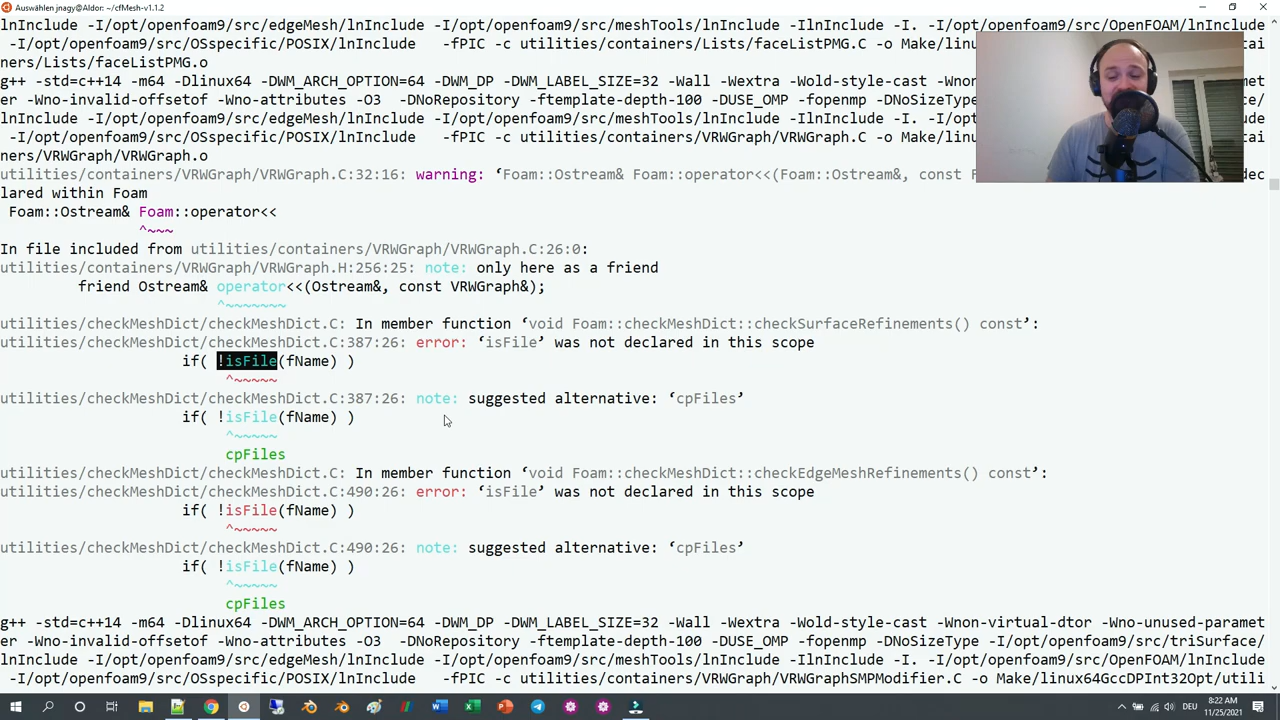 Auswählen jnagy@Aldor: ~/cfMesh-v1.1.2
lnInclude -I/opt/openfoam9/src/edgeMesh/lnInclude -I/opt/openfoam9/src/meshTools/lnInclude -IlnInclude -I. -I/opt/openfoam9/src/OpenFOAM/lnInclude
-I/opt/openfoam9/src/OSspecific/POSIX/lnInclude   -fPIC -c utilities/containers/Lists/faceListPMG.C -o Make/linux
ners/Lists/faceListPMG.o
g++ -std=c++14 -m64 -Dlinux64 -DWM_ARCH_OPTION=64 -DWM_DP -DWM_LABEL_SIZE=32 -Wall -Wextra -Wold-style-cast -Wnon met
er -Wno-invalid-offsetof -Wno-attributes -O3  -DNoRepository -ftemplate-depth-100 -DUSE_OMP -fopenmp -DNoSizeType ce/
lnInclude -I/opt/openfoam9/src/edgeMesh/lnInclude -I/opt/openfoam9/src/meshTools/lnInclude -IlnInclude -I. -I/opt ude
-I/opt/openfoam9/src/OSspecific/POSIX/lnInclude   -fPIC -c utilities/containers/VRWGraph/VRWGraph.C -o Make/linu tai
ners/VRWGraph/VRWGraph.o
utilities/containers/VRWGraph/VRWGraph.C:32:16: warning: ‘Foam::Ostream& Foam::operator<<(Foam::Ostream&, const F dec
lared within Foam
Foam::Ostream& Foam::operator<<
^~~~
In file included from utilities/containers/VRWGraph/VRWGraph.C:26:0:
utilities/containers/VRWGraph/VRWGraph.H:256:25: note: only here as a friend
friend Ostream& operator<<(Ostream&, const VRWGraph&);
^~~~~~~~
utilities/checkMeshDict/checkMeshDict.C: In member function ‘void Foam::checkMeshDict::checkSurfaceRefinements() const’:
utilities/checkMeshDict/checkMeshDict.C:387:26: error: ‘isFile’ was not declared in this scope
if( !isFile(fName) )
^~~~~~
utilities/checkMeshDict/checkMeshDict.C:387:26: note: suggested alternative: ‘cpFiles’
if( !isFile(fName) )
^~~~~~
cpFiles
utilities/checkMeshDict/checkMeshDict.C: In member function ‘void Foam::checkMeshDict::checkEdgeMeshRefinements() const’:
utilities/checkMeshDict/checkMeshDict.C:490:26: error: ‘isFile’ was not declared in this scope
if( !isFile(fName) )
^~~~~~
utilities/checkMeshDict/checkMeshDict.C:490:26: note: suggested alternative: ‘cpFiles’
if( !isFile(fName) )
^~~~~~
cpFiles
g++ -std=c++14 -m64 -Dlinux64 -DWM_ARCH_OPTION=64 -DWM_DP -DWM_LABEL_SIZE=32 -Wall -Wextra -Wold-style-cast -Wnon-virtual-dtor -Wno-unused-paramet
er -Wno-invalid-offsetof -Wno-attributes -O3  -DNoRepository -ftemplate-depth-100 -DUSE_OMP -fopenmp -DNoSizeType -I/opt/openfoam9/src/triSurface/
lnInclude -I/opt/openfoam9/src/edgeMesh/lnInclude -I/opt/openfoam9/src/meshTools/lnInclude -IlnInclude -I. -I/opt/openfoam9/src/OpenFOAM/lnInclude
-I/opt/openfoam9/src/OSspecific/POSIX/lnInclude   -fPIC -c utilities/containers/VRWGraph/VRWGraphSMPModifier.C -o Make/linux64GccDPInt32Opt/utili
DEU
8:22 AM
11/25/2021